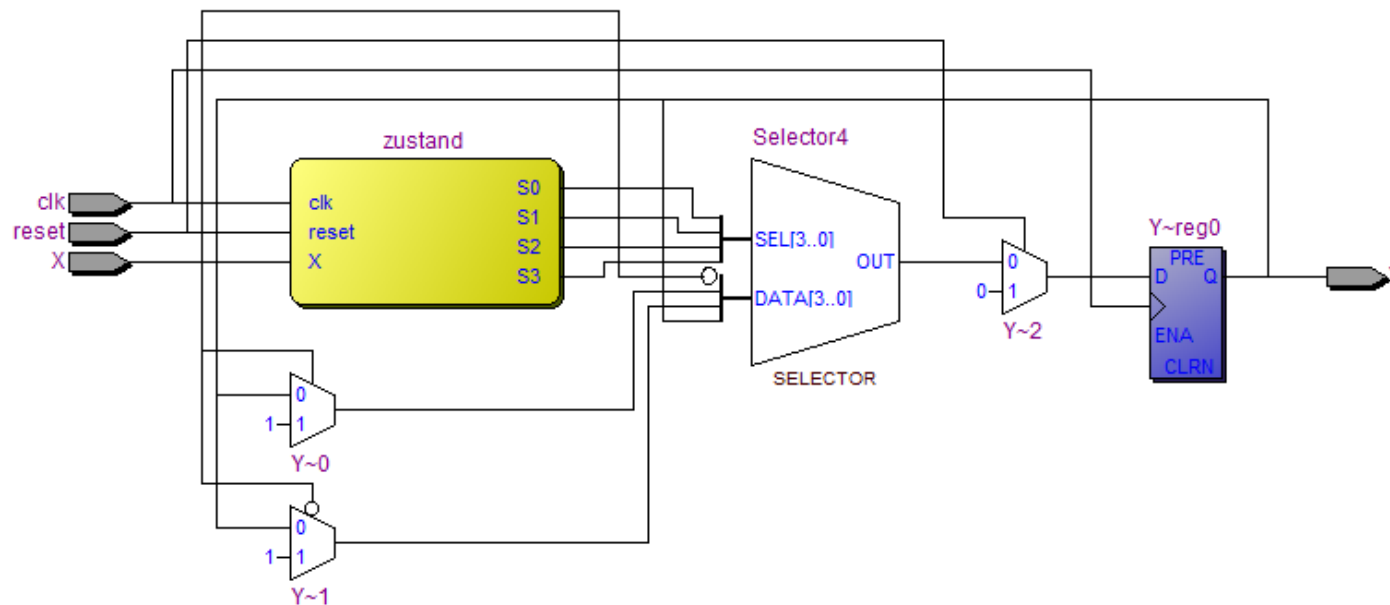 zustand
Selector4
clk
reset
X
clk
reset
X
S0
S1
S2
S3
SEL[3..0]
DATA[3..0]
OUT
SELECTOR
0
0
1
Y~2
Y~reg0
PRE
D
Q
ENA
CLRN
0
1
1
Y~0
0
1
1
Y~1